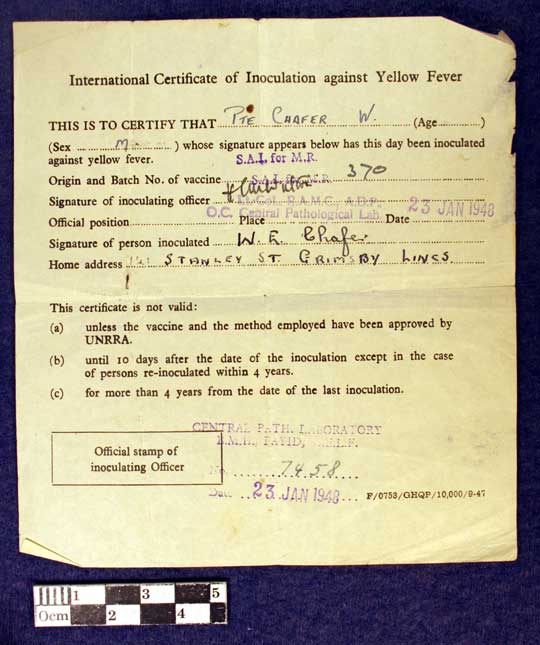 International Certificate of Inoculation against Yellow Fever
THIS IS TO CERTIFY THAT PTE CHAFER W. (Age )
(Sex M ) whose signature appears below has this day been inoculated
against yellow fever. S.A.I. for M.R.
Origin and Batch No. of vaccine S.A.I. for M.R. 370
Signature of inoculating officer Lt.-Col. R.A.M.C., A.D.P.
O.C. Central Pathological Lab.
Official position Place Date 23 JAN 1948
Signature of person inoculated W. E. Chafer
Home address 141 STANLEY ST. GRIMSBY LINCS.
This certificate is not valid:
(a) unless the vaccine and the method employed have been approved by
UNRRA.
(b) until 10 days after the date of the inoculation except in the case
of persons re-inoculated within 4 years.
(c) for more than 4 years from the date of the last inoculation.
CENTRAL PATH. LABORATORY
B.M.H., FAYID, M.E.L.F.
Official stamp of
inoculating Officer
No. 7458
Date 23 JAN 1948
F/0753/GHQP/10,000/9-47
1 3 5
0cm 2 4